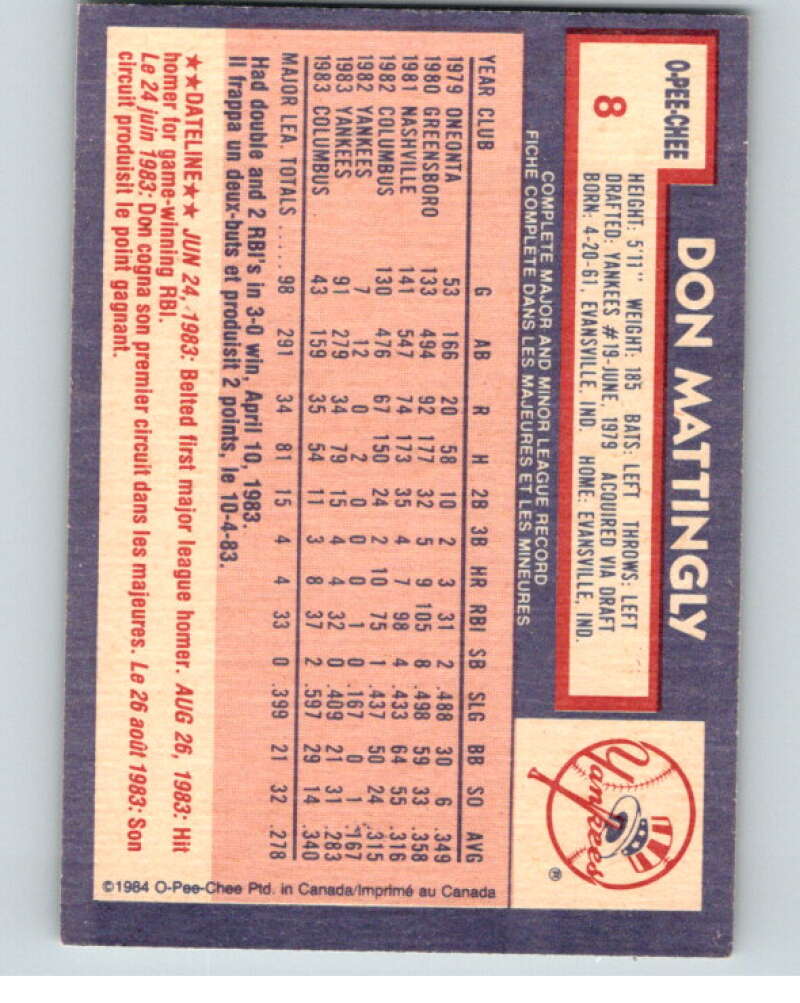 O-PEE-CHEE
8
DON MATTINGLY
HEIGHT: 5'11" WEIGHT: 185 BATS: LEFT THROWS: LEFT
DRAFTED: YANKEES #19-JUNE, 1979 ACQUIRED VIA DRAFT
BORN: 4-20-61, EVANSVILLE, IND. HOME: EVANSVILLE, IND.
Yankees ®
COMPLETE MAJOR AND MINOR LEAGUE RECORD
FICHE COMPLETE DANS LES MAJEURES ET LES MINEURES
YEAR CLUB G AB R H 2B 3B HR RBI SB SLG BB SO AVG
1979 ONEONTA 53 166 20 58 10 2 3 31 2 .488 30 6 .349
1980 GREENSBORO 133 494 92 177 32 5 9 105 8 .498 59 33 .358
1981 NASHVILLE 141 547 74 173 35 4 7 98 4 .433 64 55 .316
1982 COLUMBUS 130 476 67 150 24 2 10 75 1 .437 50 24 .315
1982 YANKEES 7 12 0 2 0 0 0 1 0 .167 0 1 .167
1983 YANKEES 91 279 34 79 15 4 4 32 0 .409 21 31 .283
1983 COLUMBUS 43 159 35 54 11 3 8 37 2 .597 29 14 .340
MAJOR LEA. TOTALS ..... 98 291 34 81 15 4 4 33 0 .399 21 32 .278
Had double and 2 RBI's in 3-0 win, April 10, 1983.
Il frappa un deux-buts et produisit 2 points, le 10-4-83.
★★DATELINE★★ JUN 24, 1983: Belted first major league homer. AUG 26, 1983: Hit
homer for game-winning RBI.
Le 24 juin 1983: Don cogna son premier circuit dans les majeures. Le 26 août 1983: Son
circuit produisit le point gagnant.
©1984 O-Pee-Chee Ptd. in Canada/Imprimé au Canada